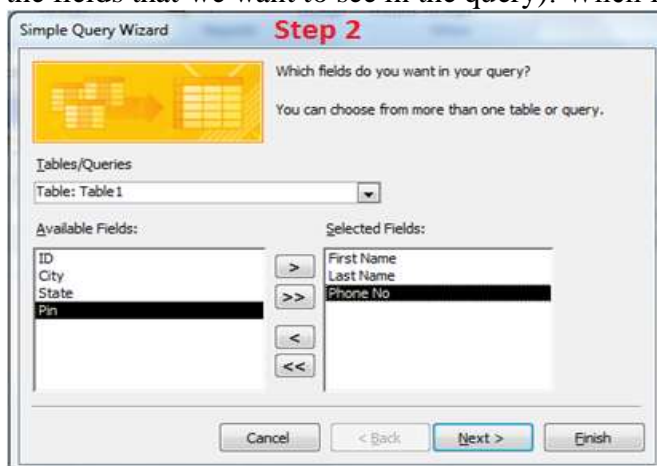 the fields that we want to see in the query). When
Simple Query Wizard
Step 2
Which fields do you want in your query?
You can choose from more than one table or query.
Tables/Queries
Table: Table1
Available Fields:
ID
City
State
Pin
>
>>
<
<<
Selected Fields:
First Name
Last Name
Phone No
Cancel
< Back
Next >
Finish